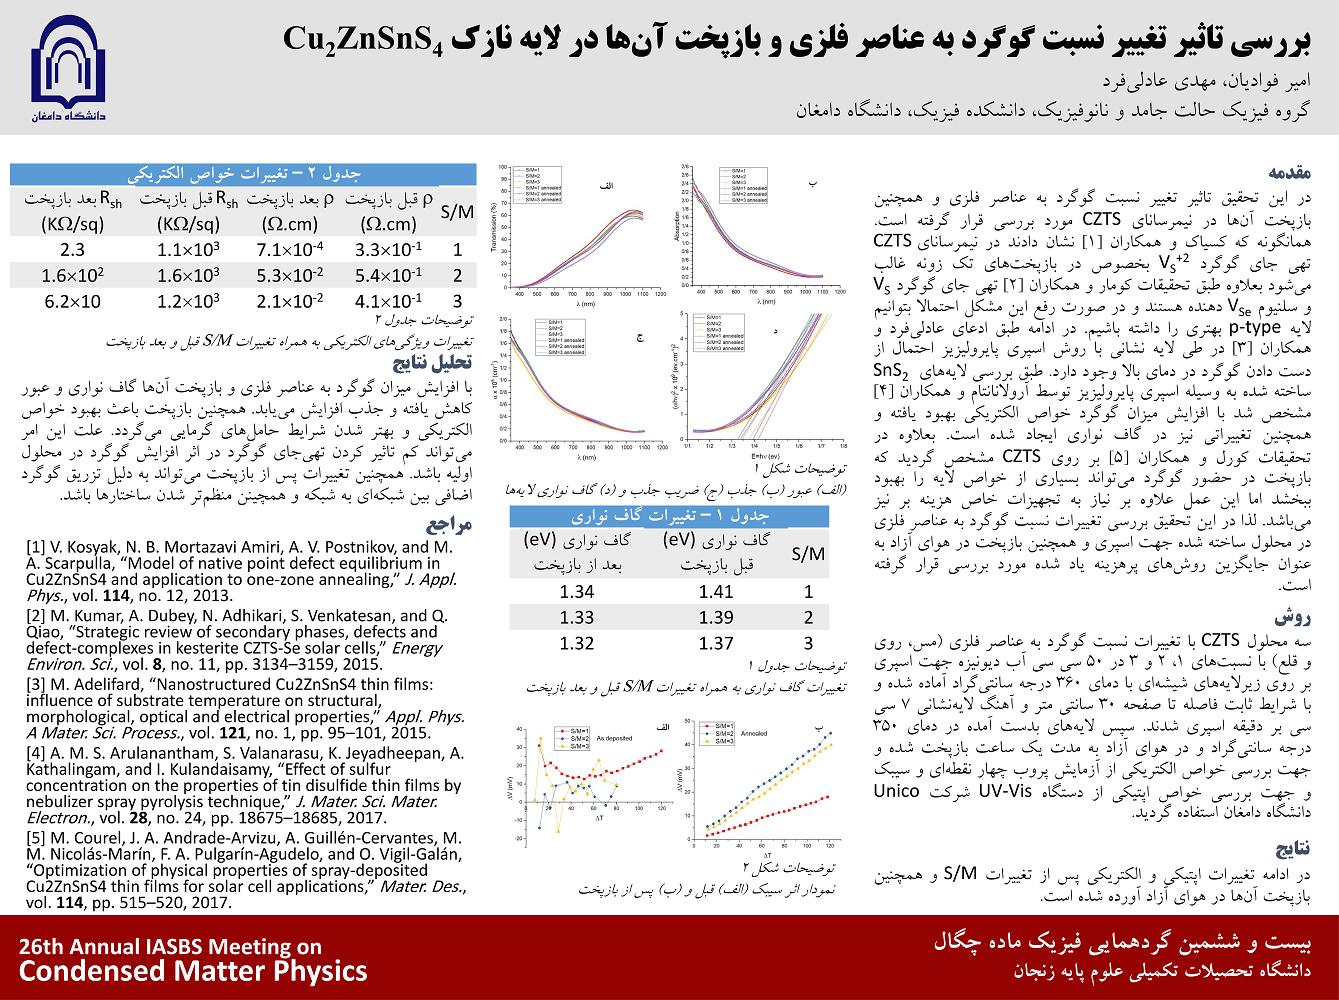 بررسی تاثیر تغییر نسبت گوگرد به عناصر فلزی و بازپخت آن‌ها در لایه نازک Cu2ZnSnS4
امیر فوادیان، مهدی عادلی‌فرد
گروه فیزیک حالت جامد و نانوفیزیک، دانشکده فیزیک، دانشگاه دامغان
دانشگاه دامغان
مقدمه
در این تحقیق تاثیر تغییر نسبت گوگرد به عناصر فلزی و همچنین
بازپخت آن‌ها در نیمرسانای CZTS مورد بررسی قرار گرفته است.
همانگونه که کسیاک و همکاران [۱] نشان دادند در نیمرسانای CZTS
تهی جای گوگرد VS+2 بخصوص در بازپخت‌های تک زونه غالب
می‌شود بعلاوه طبق تحقیقات کومار و همکاران [۲] تهی جای گوگرد VS
و سلنیوم VSe دهنده هستند و در صورت رفع این مشکل احتمالا بتوانیم
لایه p-type بهتری را داشته باشیم. در ادامه طبق ادعای عادلی‌فرد و
همکاران [۳] در طی لایه نشانی با روش اسپری پایرولیزیز احتمال از
دست دادن گوگرد در دمای بالا وجود دارد. طبق بررسی لایه‌های SnS2
ساخته شده به وسیله اسپری پایرولیزیز توسط آرولانانتام و همکاران [۴]
مشخص شد با افزایش میزان گوگرد خواص الکتریکی بهبود یافته و
همچنین تغییراتی نیز در گاف نواری ایجاد شده است. بعلاوه در
تحقیقات کورل و همکاران [۵] بر روی CZTS مشخص گردید که
بازپخت در حضور گوگرد می‌تواند بسیاری از خواص لایه را بهبود
ببخشد اما این عمل علاوه بر نیاز به تجهیزات خاص هزینه بر نیز
می‌باشد. لذا در این تحقیق بررسی تغییرات نسبت گوگرد به عناصر فلزی
در محلول ساخته شده جهت اسپری و همچنین بازپخت در هوای آزاد به
عنوان جایگزین روش‌های پرهزینه یاد شده مورد بررسی قرار گرفته
است.
روش
سه محلول CZTS با تغییرات نسبت گوگرد به عناصر فلزی (مس، روی
و قلع) با نسبت‌های ۱، ۲ و ۳ در ۵۰ سی سی آب دیونیزه جهت اسپری
بر روی زیرلایه‌های شیشه‌ای با دمای ۳۶۰ درجه سانتی‌گراد آماده شده و
با شرایط ثابت فاصله تا صفحه ۳۰ سانتی متر و آهنگ لایه‌نشانی ۷ سی
سی بر دقیقه اسپری شدند. سپس لایه‌های بدست آمده در دمای ۳۵۰
درجه سانتی‌گراد و در هوای آزاد به مدت یک ساعت بازپخت شده و
جهت بررسی خواص الکتریکی از آزمایش پروب چهار نقطه‌ای و سیبک
و جهت بررسی خواص اپتیکی از دستگاه UV-Vis شرکت Unico
دانشگاه دامغان استفاده گردید.
نتایج
در ادامه تغییرات اپتیکی و الکتریکی پس از تغییرات S/M و همچنین
بازپخت آن‌ها در هوای آزاد آورده شده است.
الف
Transmission (%)
λ (nm)
S/M=1
S/M=2
S/M=3
S/M=1 annealed
S/M=2 annealed
S/M=3 annealed
ب
Absorption
λ (nm)
S/M=1
S/M=2
S/M=3
S/M=1 annealed
S/M=2 annealed
S/M=3 annealed
ج
λ (nm)
S/M=1
S/M=2
S/M=3
S/M=1 annealed
S/M=2 annealed
S/M=3 annealed
د
E=hν (ev)
S/M=1
S/M=2
S/M=3
S/M=1 annealed
S/M=2 annealed
S/M=3 annealed
توضیحات شکل ۱
(الف) عبور (ب) جذب (ج) ضریب جذب و (د) گاف نواری لایه‌ها
جدول ۱ – تغییرات گاف نواری
S/M گاف نواری (eV) قبل بازپخت گاف نواری (eV) بعد از بازپخت
1 1.41 1.34
2 1.39 1.33
3 1.37 1.32
توضیحات جدول ۱
تغییرات گاف نواری به همراه تغییرات S/M قبل و بعد بازپخت
الف
As deposited
S/M=1
S/M=2
S/M=3
ΔV (mV)
ΔT
ب
Annealed
S/M=1
S/M=2
S/M=3
ΔV (mV)
ΔT
توضیحات شکل ۲
نمودار اثر سیبک (الف) قبل و (ب) پس از بازپخت
جدول ۲ – تغییرات خواص الکتریکی
S/M ρ قبل بازپخت (Ω.cm) ρ بعد بازپخت (Ω.cm) Rsh قبل بازپخت (KΩ/sq) Rsh بعد بازپخت (KΩ/sq)
1 3.3×10-1 7.1×10-4 1.1×103 2.3
2 5.4×10-1 5.3×10-2 1.6×103 1.6×102
3 4.1×10-1 2.1×10-2 1.2×103 6.2×10
توضیحات جدول ۲
تغییرات ویژگی‌های الکتریکی به همراه تغییرات S/M قبل و بعد بازپخت
تحلیل نتایج
با افزایش میزان گوگرد به عناصر فلزی و بازپخت آن‌ها گاف نواری و عبور
کاهش یافته و جذب افزایش می‌یابد. همچنین بازپخت باعث بهبود خواص
الکتریکی و بهتر شدن شرایط حامل‌های گرمایی می‌گردد. علت این امر
می‌تواند کم تاثیر کردن تهی‌جای گوگرد در اثر افزایش گوگرد در محلول
اولیه باشد. همچنین تغییرات پس از بازپخت می‌تواند به دلیل تزریق گوگرد
اضافی بین شبکه‌ای به شبکه و همچینن منظم‌تر شدن ساختارها باشد.
مراجع
[1] V. Kosyak, N. B. Mortazavi Amiri, A. V. Postnikov, and M.
A. Scarpulla, “Model of native point defect equilibrium in
Cu2ZnSnS4 and application to one-zone annealing,” J. Appl.
Phys., vol. 114, no. 12, 2013.
[2] M. Kumar, A. Dubey, N. Adhikari, S. Venkatesan, and Q.
Qiao, “Strategic review of secondary phases, defects and
defect-complexes in kesterite CZTS-Se solar cells,” Energy
Environ. Sci., vol. 8, no. 11, pp. 3134–3159, 2015.
[3] M. Adelifard, “Nanostructured Cu2ZnSnS4 thin films:
influence of substrate temperature on structural,
morphological, optical and electrical properties,” Appl. Phys.
A Mater. Sci. Process., vol. 121, no. 1, pp. 95–101, 2015.
[4] A. M. S. Arulanantham, S. Valanarasu, K. Jeyadheepan, A.
Kathalingam, and I. Kulandaisamy, “Effect of sulfur
concentration on the properties of tin disulfide thin films by
nebulizer spray pyrolysis technique,” J. Mater. Sci. Mater.
Electron., vol. 28, no. 24, pp. 18675–18685, 2017.
[5] M. Courel, J. A. Andrade-Arvizu, A. Guillén-Cervantes, M.
M. Nicolás-Marín, F. A. Pulgarín-Agudelo, and O. Vigil-Galán,
“Optimization of physical properties of spray-deposited
Cu2ZnSnS4 thin films for solar cell applications,” Mater. Des.,
vol. 114, pp. 515–520, 2017.
بیست و ششمین گردهمایی فیزیک ماده چگال
دانشگاه تحصیلات تکمیلی علوم پایه زنجان
26th Annual IASBS Meeting on
Condensed Matter Physics